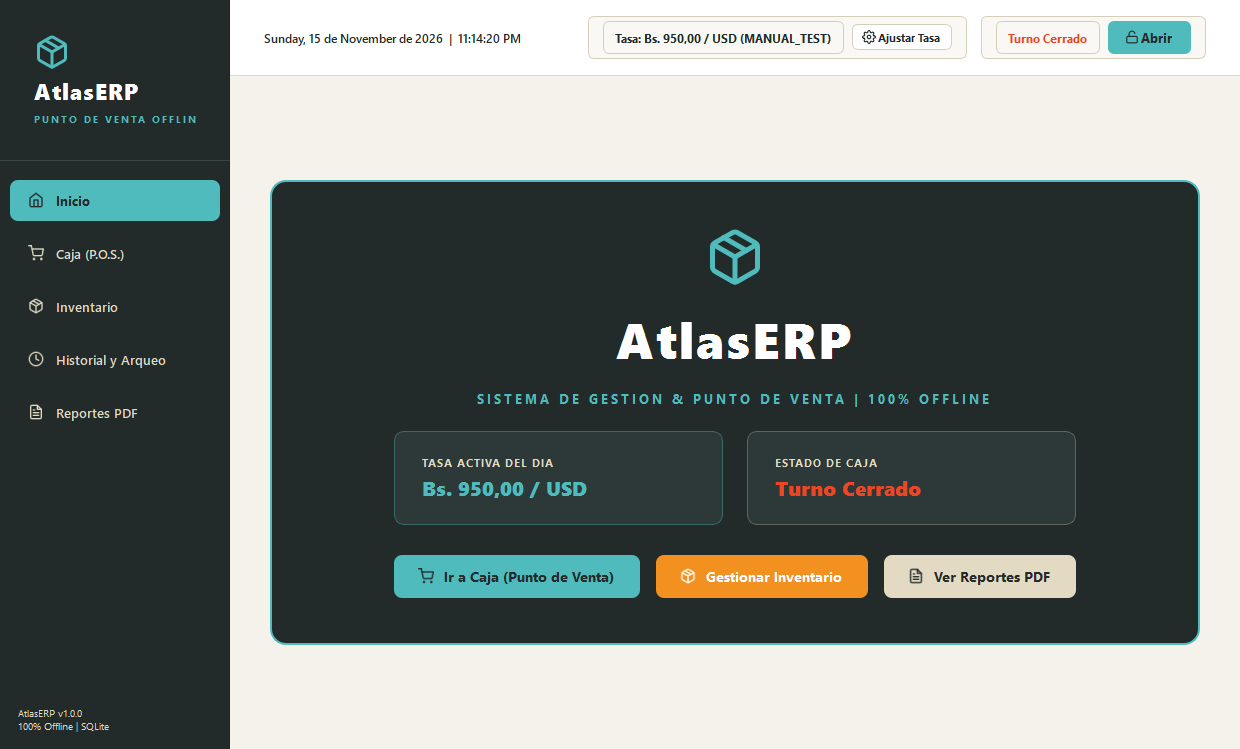 AtlasERP
PUNTO DE VENTA OFFLIN
Inicio
Caja (P.O.S.)
Inventario
Historial y Arqueo
Reportes PDF
AtlasERP v1.0.0
100% Offline | SQLite
Sunday, 15 de November de 2026 | 11:14:20 PM
Tasa: Bs. 950,00 / USD (MANUAL_TEST)
Ajustar Tasa
Turno Cerrado
Abrir
AtlasERP
SISTEMA DE GESTION & PUNTO DE VENTA | 100% OFFLINE
TASA ACTIVA DEL DIA
Bs. 950,00 / USD
ESTADO DE CAJA
Turno Cerrado
Ir a Caja (Punto de Venta)
Gestionar Inventario
Ver Reportes PDF